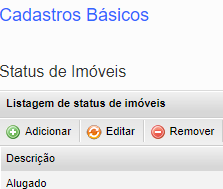 Cadastros Básicos
Status de Imóveis
Listagem de status de imóveis
Adicionar Editar Remover
Descrição
Alugado